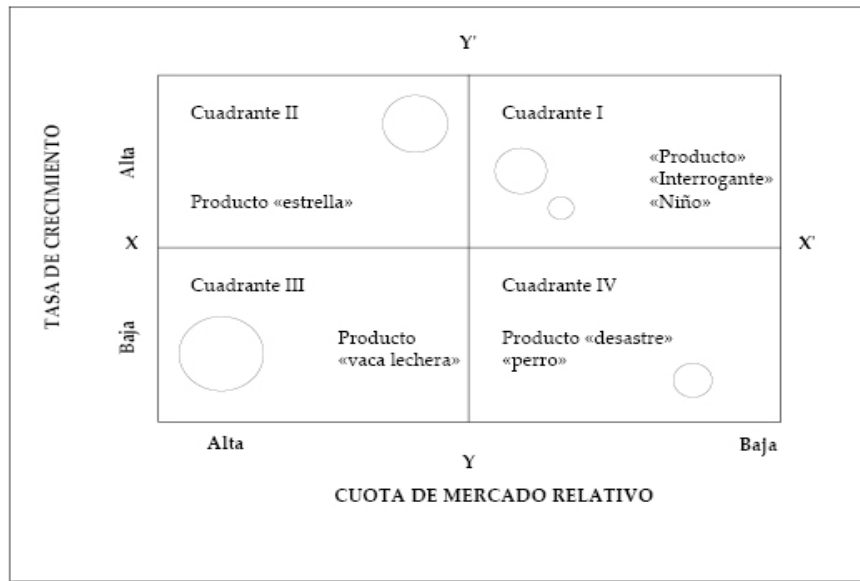 Y'
Cuadrante II
Cuadrante I
«Producto»
«Interrogante»
«Niño»
Producto «estrella»
TASA DE CRECIMIENTO
Alta
X
X'
Cuadrante III
Cuadrante IV
Baja
Producto
«vaca lechera»
Producto «desastre»
«perro»
Alta
Y
Baja
CUOTA DE MERCADO RELATIVO